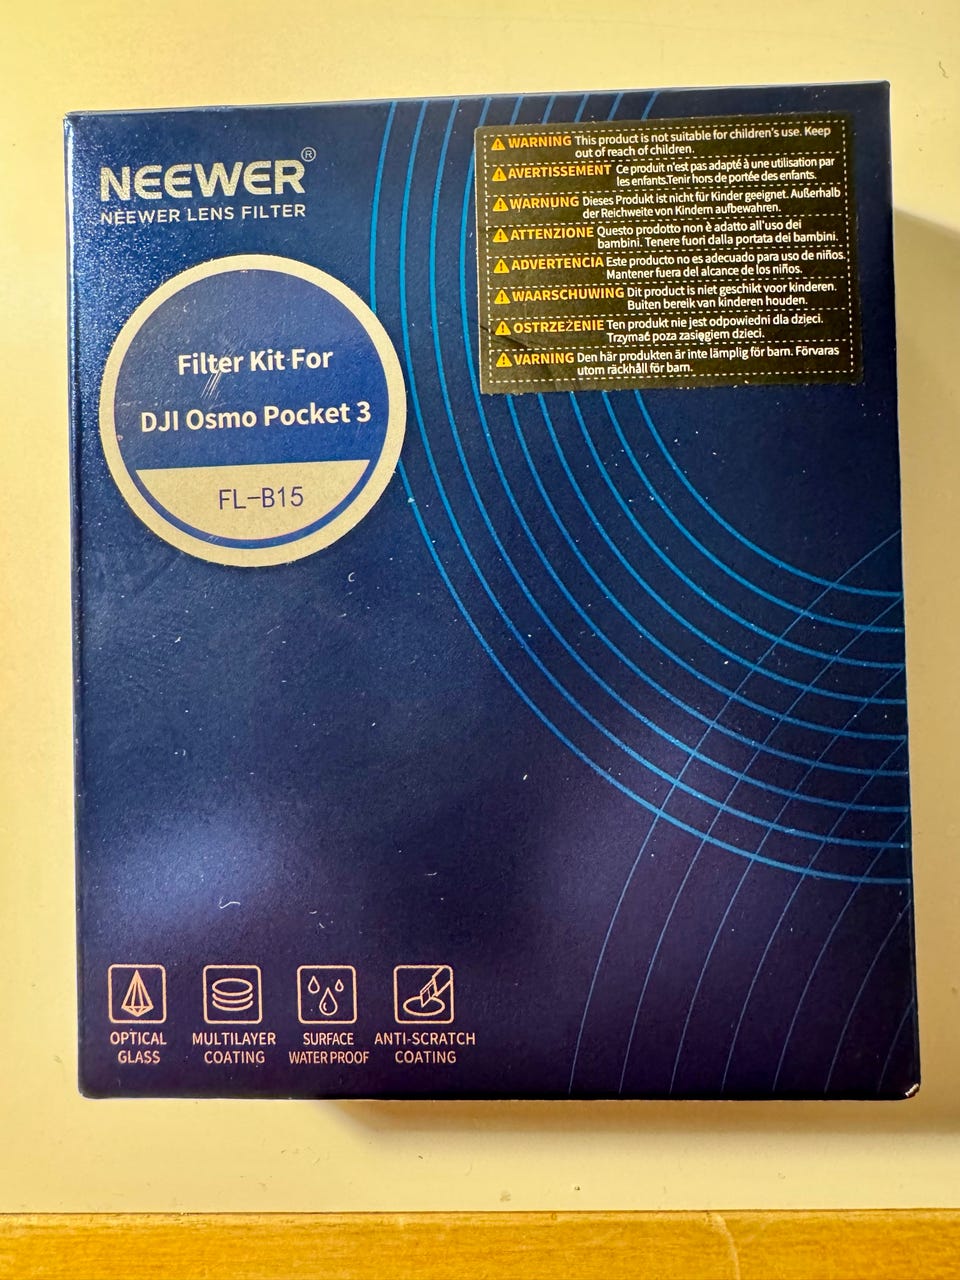 NEEWER®
NEEWER LENS FILTER
Filter Kit For
DJI Osmo Pocket 3
FL-B15
WARNING This product is not suitable for children's use. Keep
out of reach of children.
AVERTISSEMENT Ce produit n'est pas adapté à une utilisation par
les enfants.Tenir hors de portée des enfants.
WARNUNG Dieses Produkt ist nicht für Kinder geeignet. Außerhalb
der Reichweite von Kindern aufbewahren.
ATTENZIONE Questo prodotto non è adatto all'uso dei
bambini. Tenere fuori dalla portata dei bambini.
ADVERTENCIA Este producto no es adecuado para uso de niños.
Mantener fuera del alcance de los niños.
WAARSCHUWING Dit product is niet geschikt voor kinderen.
Buiten bereik van kinderen houden.
OSTRZEŻENIE Ten produkt nie jest odpowiedni dla dzieci.
Trzymać poza zasięgiem dzieci.
VARNING Den här produkten är inte lämplig för barn. Förvaras
utom räckhåll för barn.
OPTICAL
GLASS
MULTILAYER
COATING
SURFACE
WATER PROOF
ANTI-SCRATCH
COATING